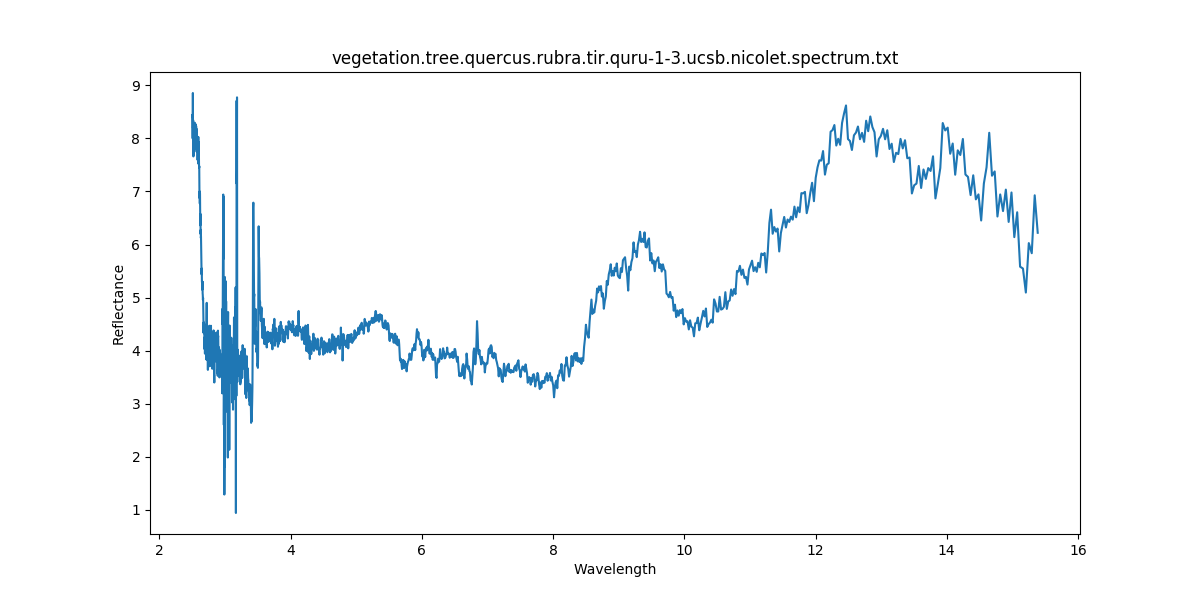 vegetation.tree.quercus.rubra.tir.quru-1-3.ucsb.nicolet.spectrum.txt
9
8
7
6
5
4
3
2
1
Reflectance
2 4 6 8 10 12 14 16
Wavelength